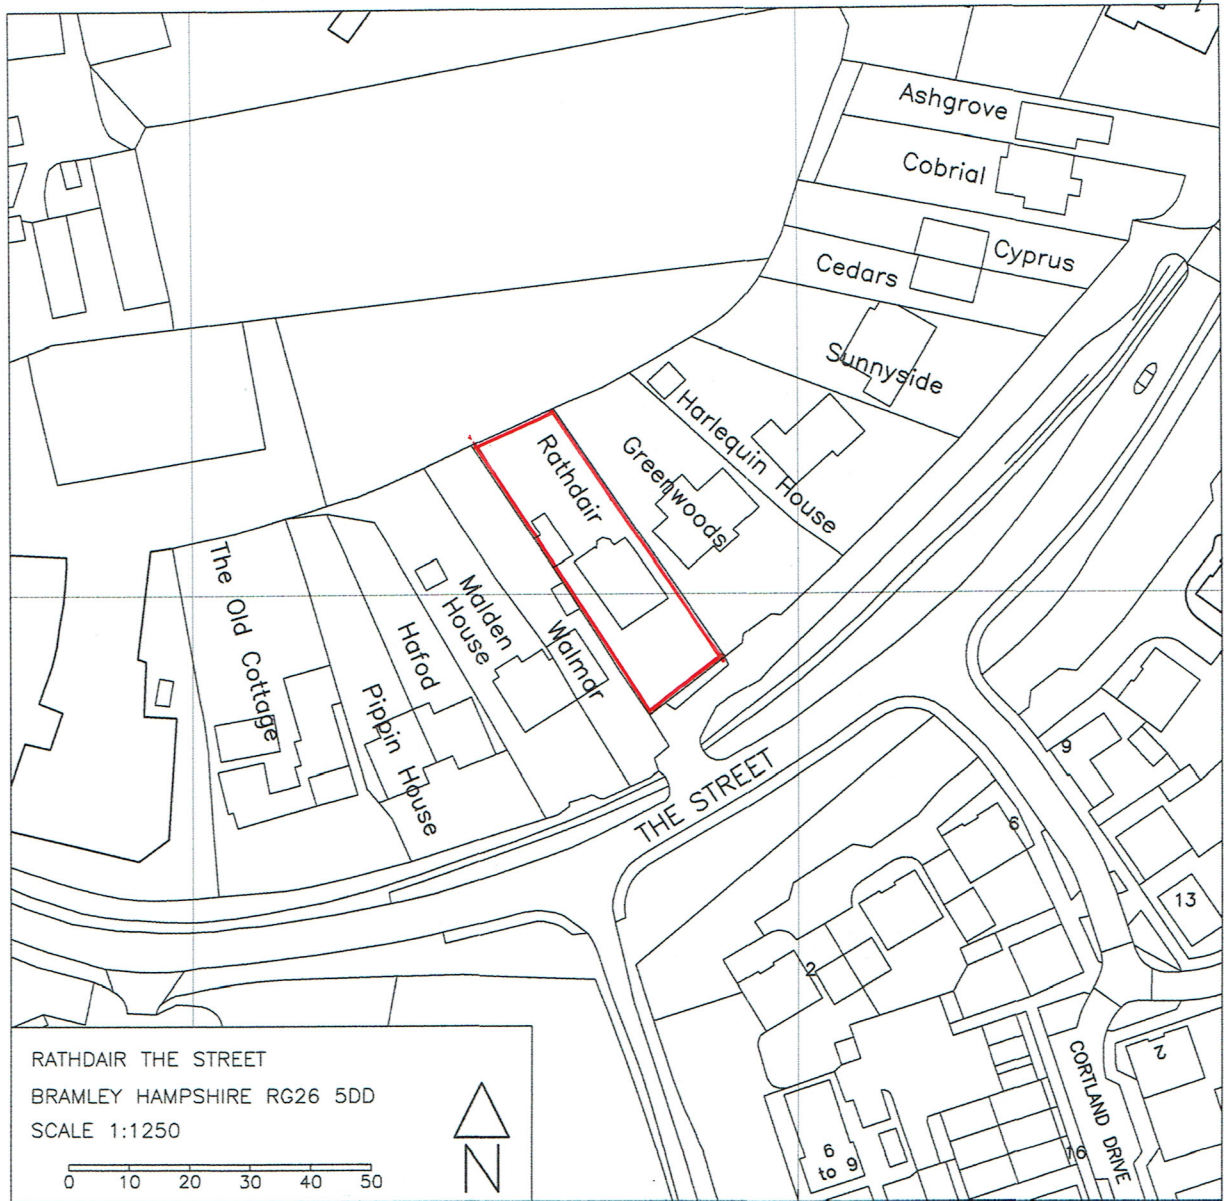 Ashgrove
Cobrial
Cyprus
Cedars
Sunnyside
Harlequin House
Greenwoods
Rathdair
Walmar
Malden
House
Hafod
Pippin House
The Old Cottage
THE STREET
9
6
13
2
2
CORTLAND DRIVE
16
6
to 9
RATHDAIR THE STREET
BRAMLEY HAMPSHIRE RG26 5DD
SCALE 1:1250
0 10 20 30 40 50
N